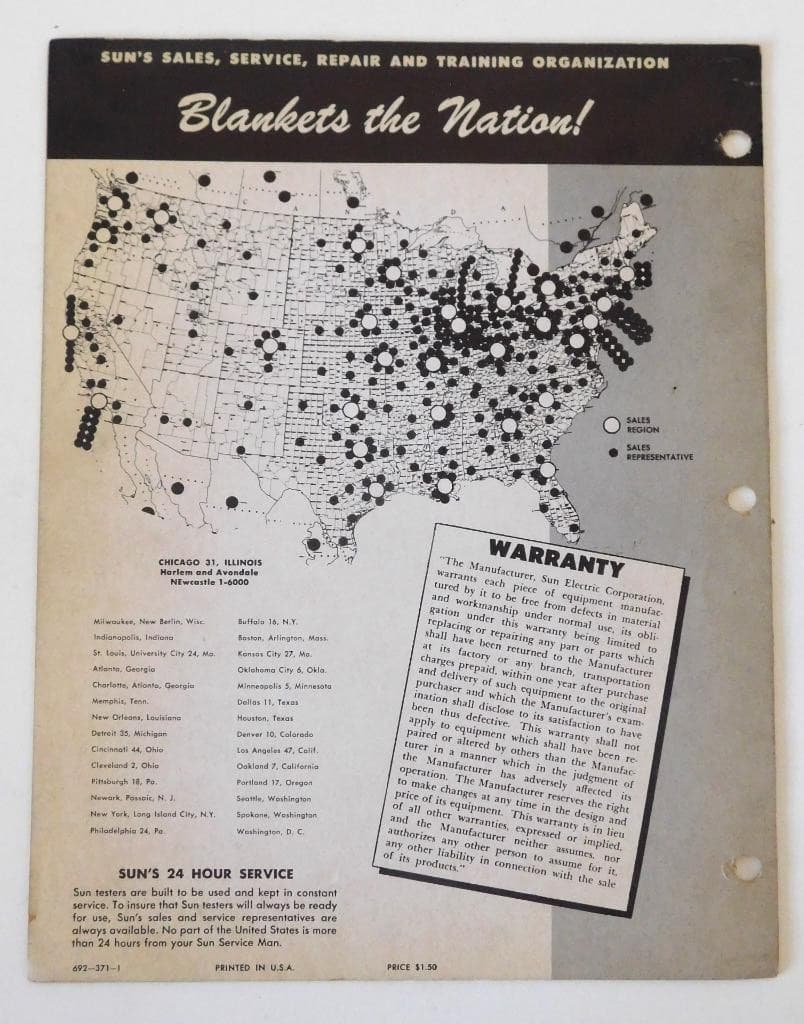 SUN'S SALES, SERVICE, REPAIR AND TRAINING ORGANIZATION
Blankets the Nation!
C A N A D A
SALES
REGION
SALES
REPRESENTATIVE
CHICAGO 31, ILLINOIS
Harlem and Avondale
NEwcastle 1-6000
Milwaukee, New Berlin, Wisc.
Indianapolis, Indiana
St. Louis, University City 24, Mo.
Atlanta, Georgia
Charlotte, Atlanta, Georgia
Memphis, Tenn.
New Orleans, Louisiana
Detroit 35, Michigan
Cincinnati 44, Ohio
Cleveland 2, Ohio
Pittsburgh 18, Pa.
Newark, Passaic, N. J.
New York, Long Island City, N.Y.
Philadelphia 24, Pa.
Buffalo 16, N.Y.
Boston, Arlington, Mass.
Kansas City 27, Mo.
Oklahoma City 6, Okla.
Minneapolis 5, Minnesota
Dallas 11, Texas
Houston, Texas
Denver 10, Colorado
Los Angeles 47, Calif.
Oakland 7, California
Portland 17, Oregon
Seattle, Washington
Spokane, Washington
Washington, D. C.
WARRANTY
"The Manufacturer, Sun Electric Corporation,
warrants each piece of equipment manufac-
tured by it to be free from defects in material
and workmanship under normal use, its obli-
gation under this warranty being limited to
replacing or repairing any part or parts which
shall have been returned to the Manufacturer
at its factory or any branch, transportation
charges prepaid, within one year after purchase
and delivery of such equipment to the original
purchaser and which the Manufacturer's exam-
ination shall disclose to its satisfaction to have
been thus defective. This warranty shall not
apply to equipment which shall have been re-
paired or altered by others than the Manufac-
turer in a manner which in the judgment of
the Manufacturer has adversely affected its
operation. The Manufacturer reserves the right
to make changes at any time in the design and
price of its equipment. This warranty is in lieu
of all other warranties, expressed or implied,
and the Manufacturer neither assumes, nor
authorizes any other person to assume for it,
any other liability in connection with the sale
of its products."
SUN'S 24 HOUR SERVICE
Sun testers are built to be used and kept in constant
service. To insure that Sun testers will always be ready
for use, Sun's sales and service representatives are
always available. No part of the United States is more
than 24 hours from your Sun Service Man.
692—371—1
PRINTED IN U.S.A.
PRICE $1.50